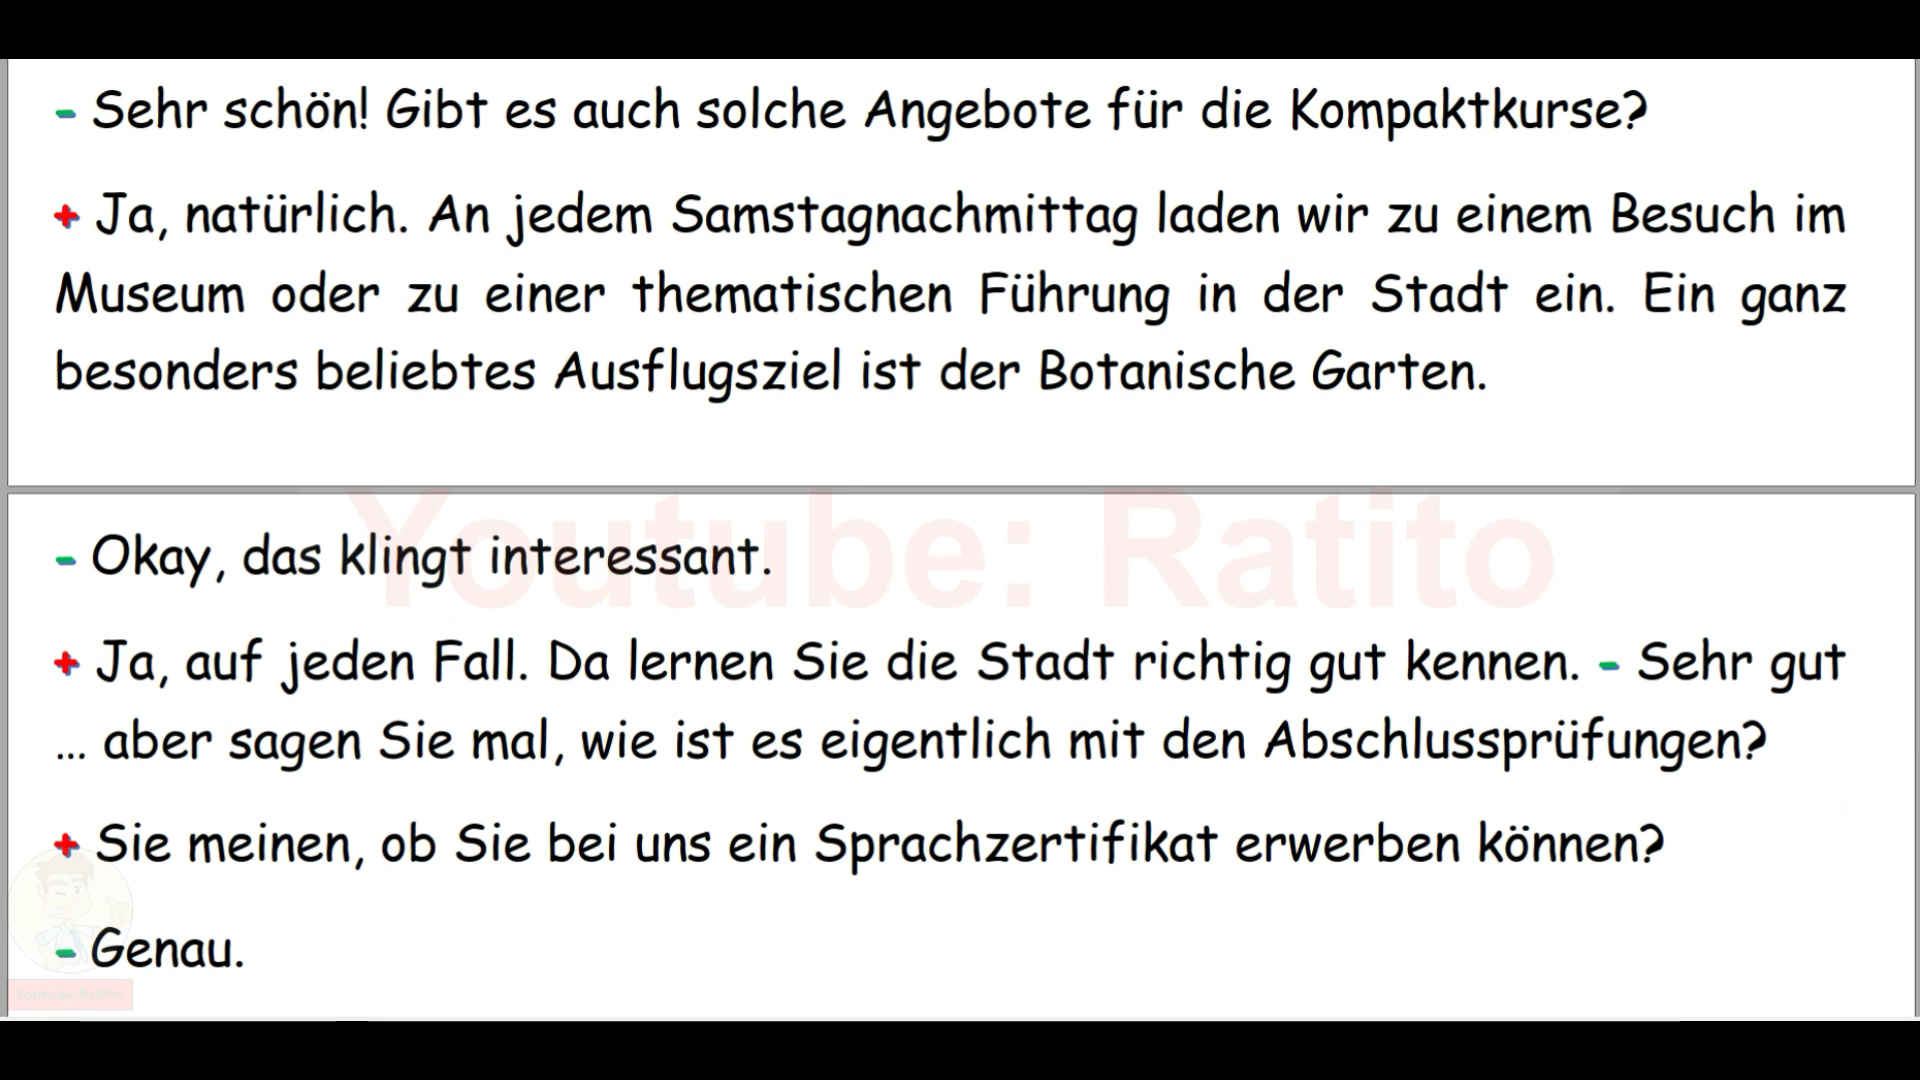 - Sehr schön! Gibt es auch solche Angebote für die Kompaktkurse?
+ Ja, natürlich. An jedem Samstagnachmittag laden wir zu einem Besuch im
Museum oder zu einer thematischen Führung in der Stadt ein. Ein ganz
besonders beliebtes Ausflugsziel ist der Botanische Garten.
Youtube: Ratito
- Okay, das klingt interessant.
+ Ja, auf jeden Fall. Da lernen Sie die Stadt richtig gut kennen. - Sehr gut
... aber sagen Sie mal, wie ist es eigentlich mit den Abschlussprüfungen?
+ Sie meinen, ob Sie bei uns ein Sprachzertifikat erwerben können?
- Genau.
Youtube:Ratito